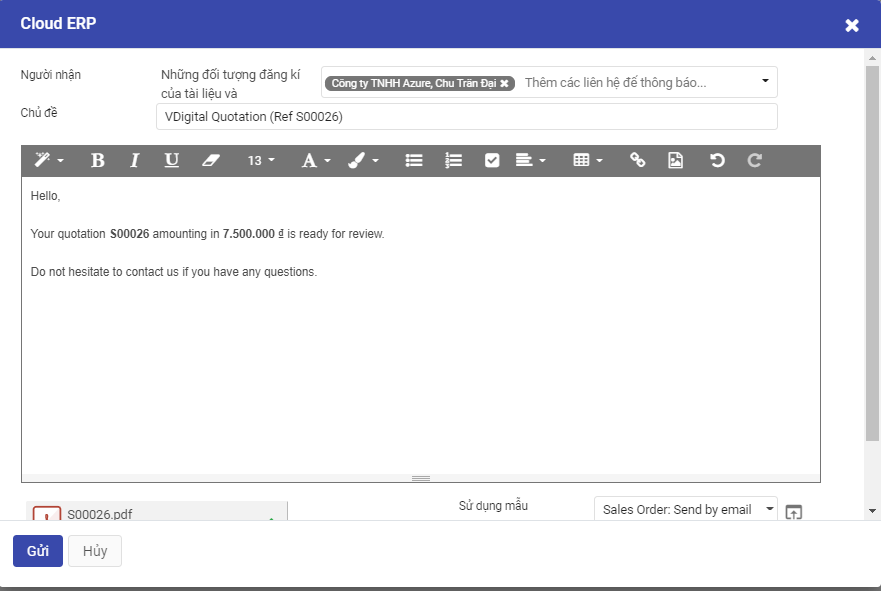 Cloud ERP
Người nhận
Những đối tượng đăng kí
của tài liệu và
Công ty TNHH Azure, Chu Trần Đại
Thêm các liên hệ để thông báo...
Chủ đề
VDigital Quotation (Ref S00026)
B I U 13 A
Hello,
Your quotation S00026 amounting in 7.500.000 ₫ is ready for review.
Do not hesitate to contact us if you have any questions.
S00026.pdf
Sử dụng mẫu
Sales Order: Send by email
Gửi
Hủy